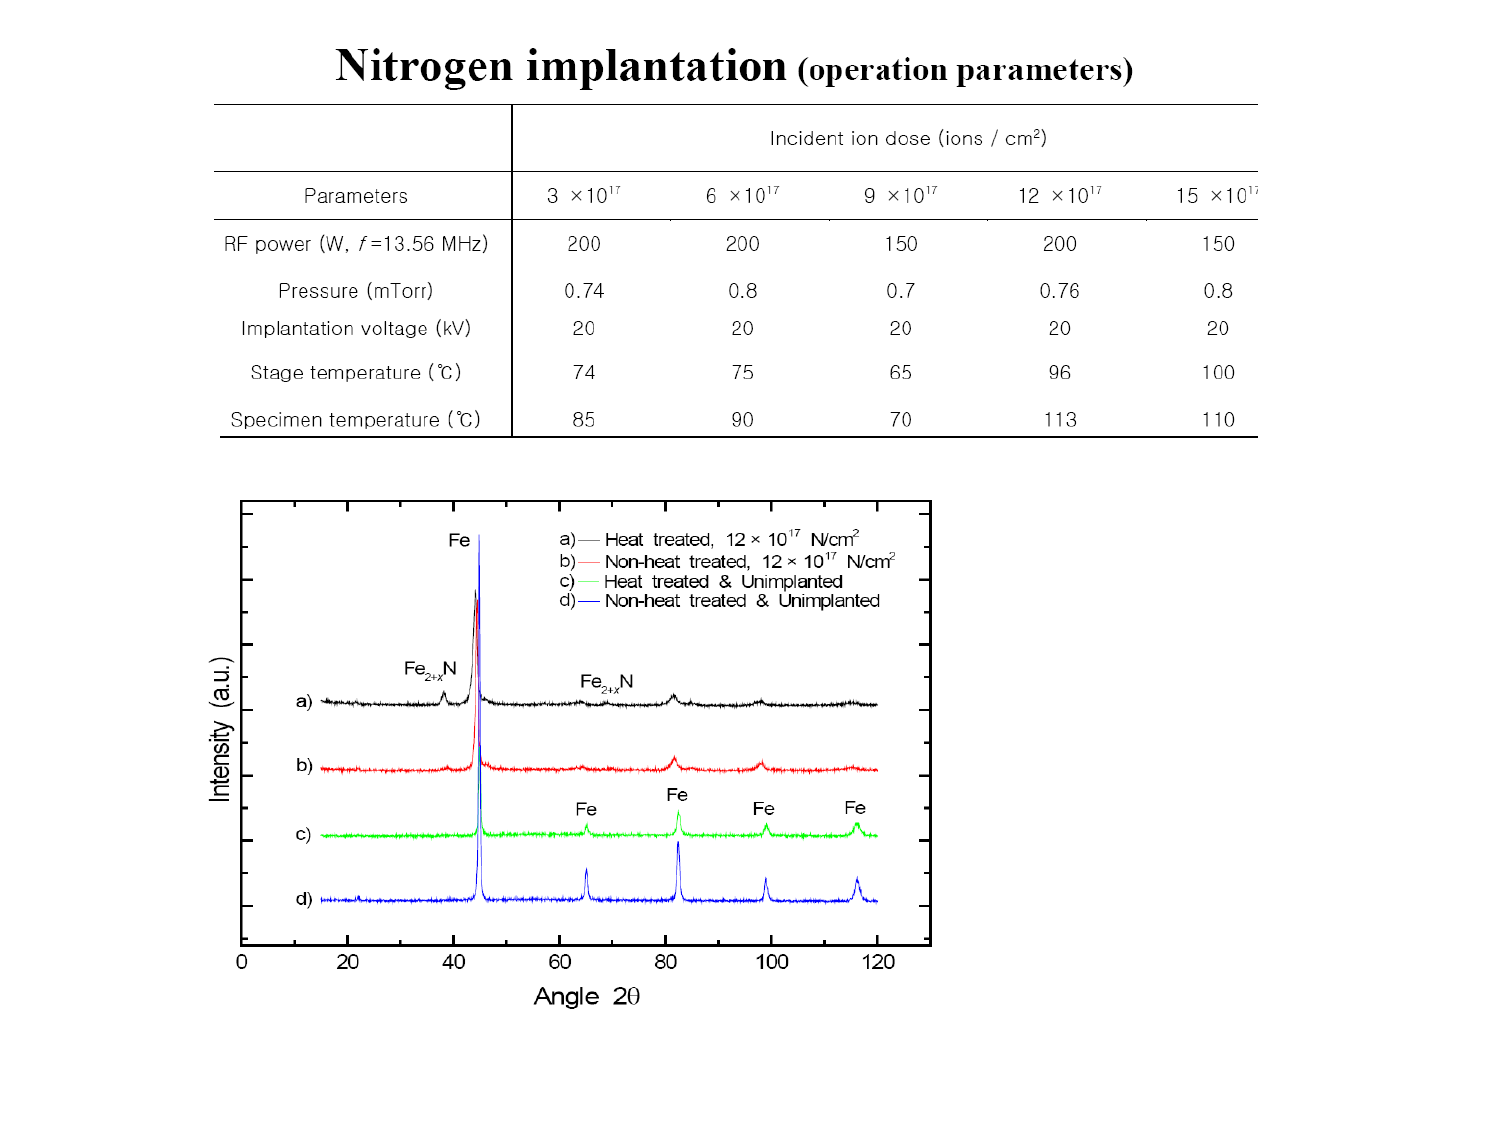 Nitrogen implantation (operation parameters)
Incident ion dose (ions / cm²)
Parameters 3 ×10¹⁷ 6 ×10¹⁷ 9 ×10¹⁷ 12 ×10¹⁷ 15 ×10¹⁷
RF power (W, f=13.56 MHz) 200 200 150 200 150
Pressure (mTorr) 0.74 0.8 0.7 0.76 0.8
Implantation voltage (kV) 20 20 20 20 20
Stage temperature (℃) 74 75 65 96 100
Specimen temperature (℃) 85 90 70 113 110
Fe
a) — Heat treated, 12 × 10¹⁷ N/cm²
b) — Non-heat treated, 12 × 10¹⁷ N/cm²
c) — Heat treated & Unimplanted
d) — Non-heat treated & Unimplanted
Fe₂₊ₓN
Fe₂₊ₓN
a)
b)
Fe Fe Fe Fe
c)
d)
Intensity (a.u.)
0 20 40 60 80 100 120
Angle 2θ